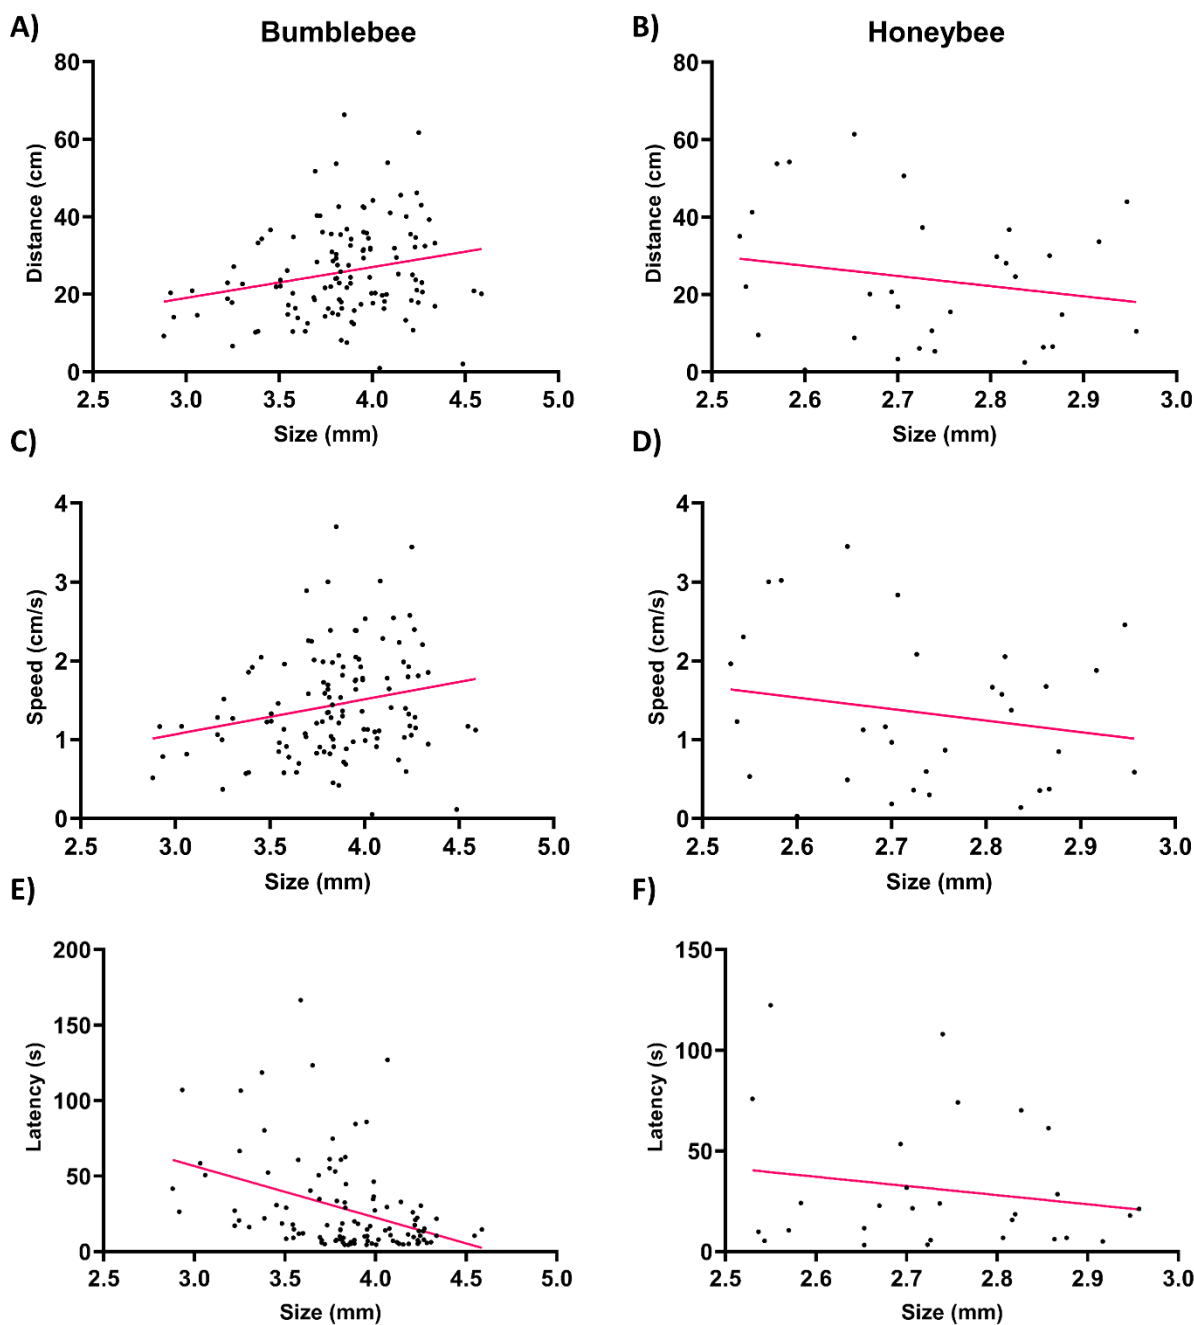 A)
Bumblebee
B)
Honeybee
80
60
40
20
0
Distance (cm)
2.5 3.0 3.5 4.0 4.5 5.0
Size (mm)
80
60
40
20
0
Distance (cm)
2.5 2.6 2.7 2.8 2.9 3.0
Size (mm)
C)
4
3
2
1
0
Speed (cm/s)
2.5 3.0 3.5 4.0 4.5 5.0
Size (mm)
D)
4
3
2
1
0
Speed (cm/s)
2.5 2.6 2.7 2.8 2.9 3.0
Size (mm)
E)
200
150
100
50
0
Latency (s)
2.5 3.0 3.5 4.0 4.5 5.0
Size (mm)
F)
150
100
50
0
Latency (s)
2.5 2.6 2.7 2.8 2.9 3.0
Size (mm)